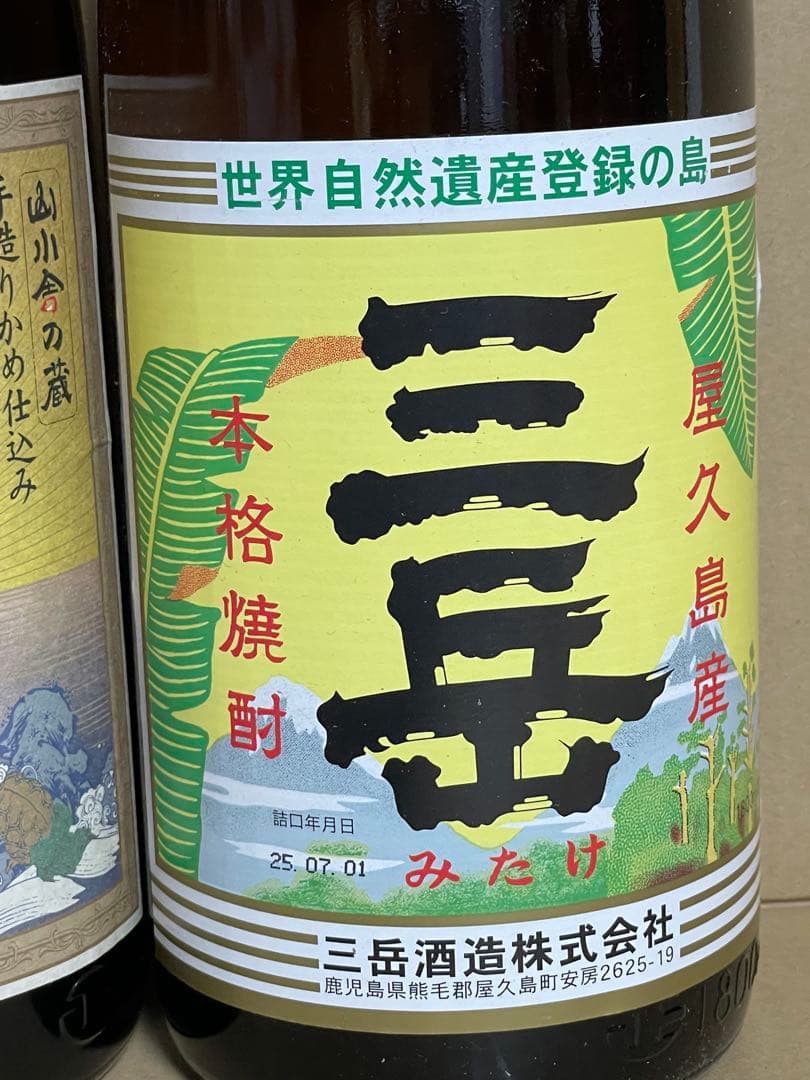 世界自然遺産登録の島
三岳
屋久島産
本格焼酎
みたけ
詰口年月日
25.07.01
三岳酒造株式会社
鹿児島県熊毛郡屋久島町安房2625-19
山小舎の蔵
手造りかめ仕込み
1800